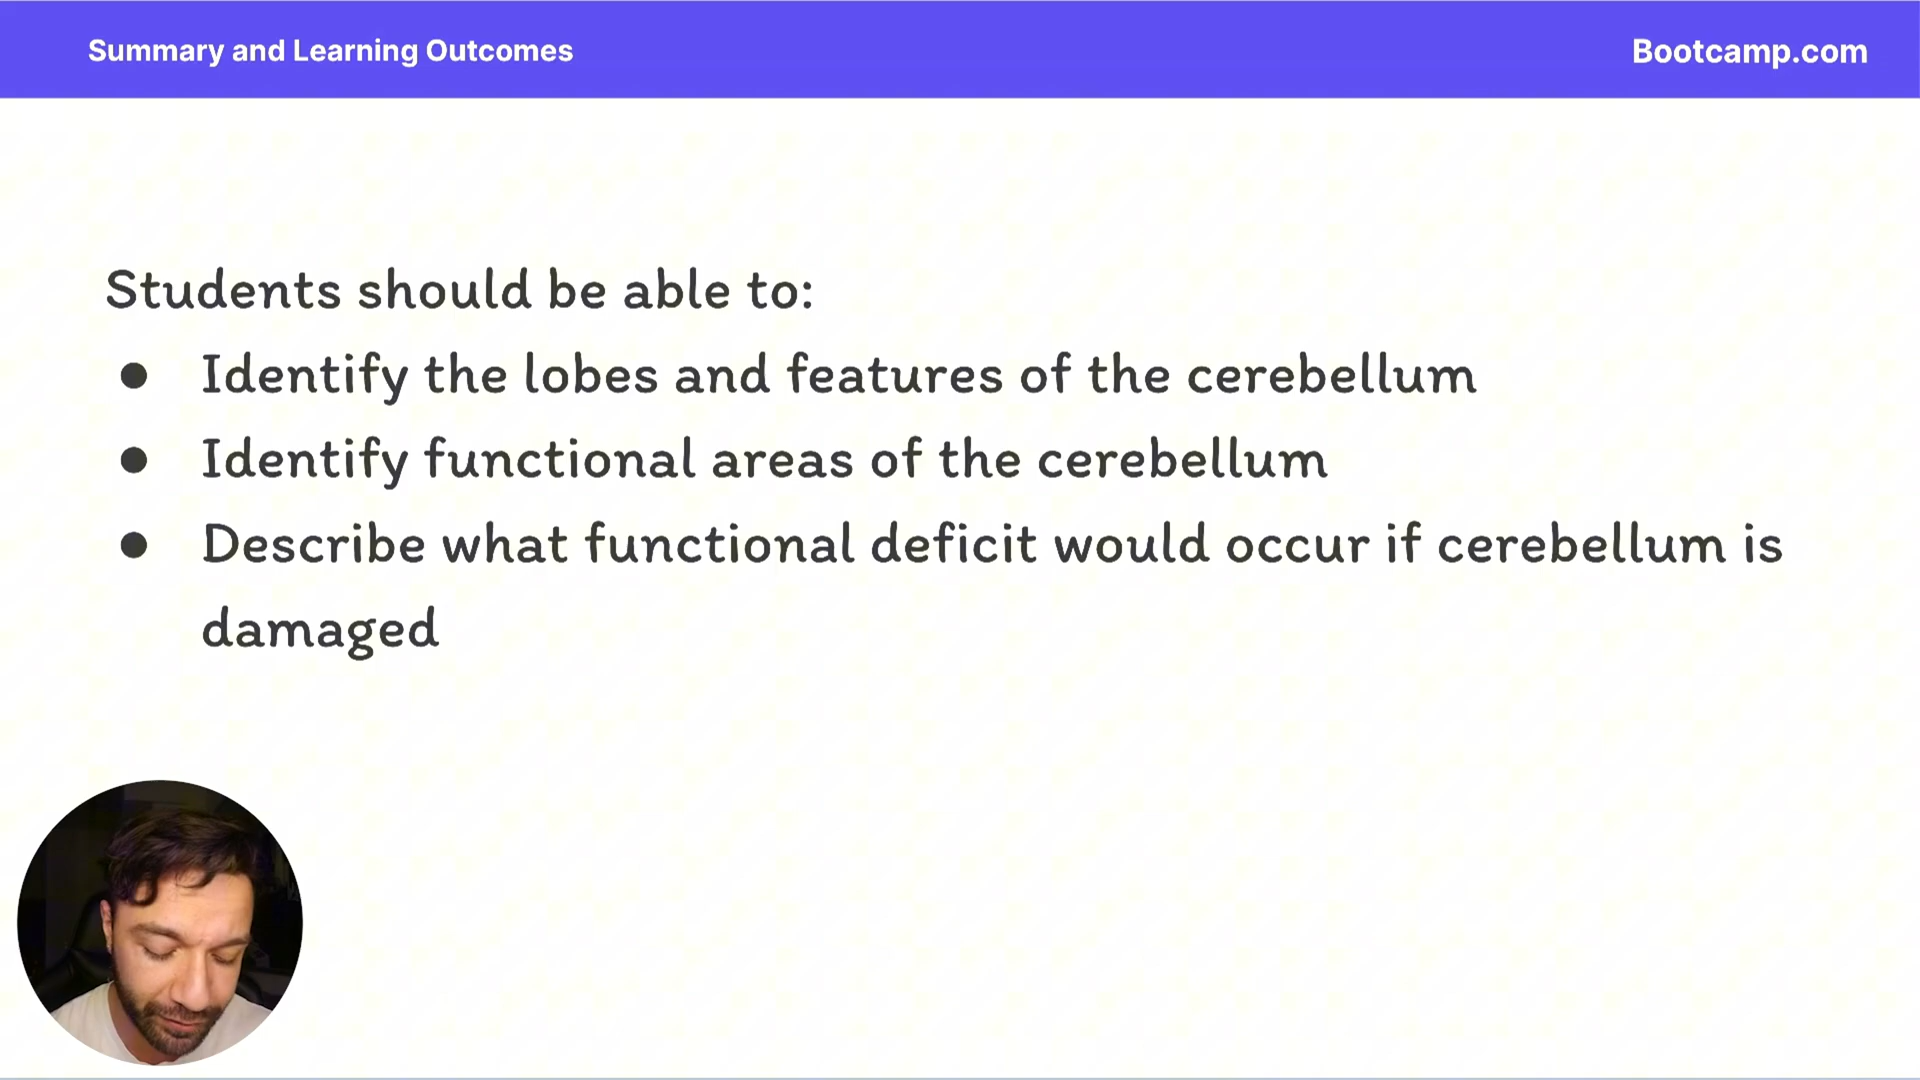 Summary and Learning Outcomes
Bootcamp.com
Students should be able to:
● Identify the lobes and features of the cerebellum
● Identify functional areas of the cerebellum
● Describe what functional deficit would occur if cerebellum is
damaged